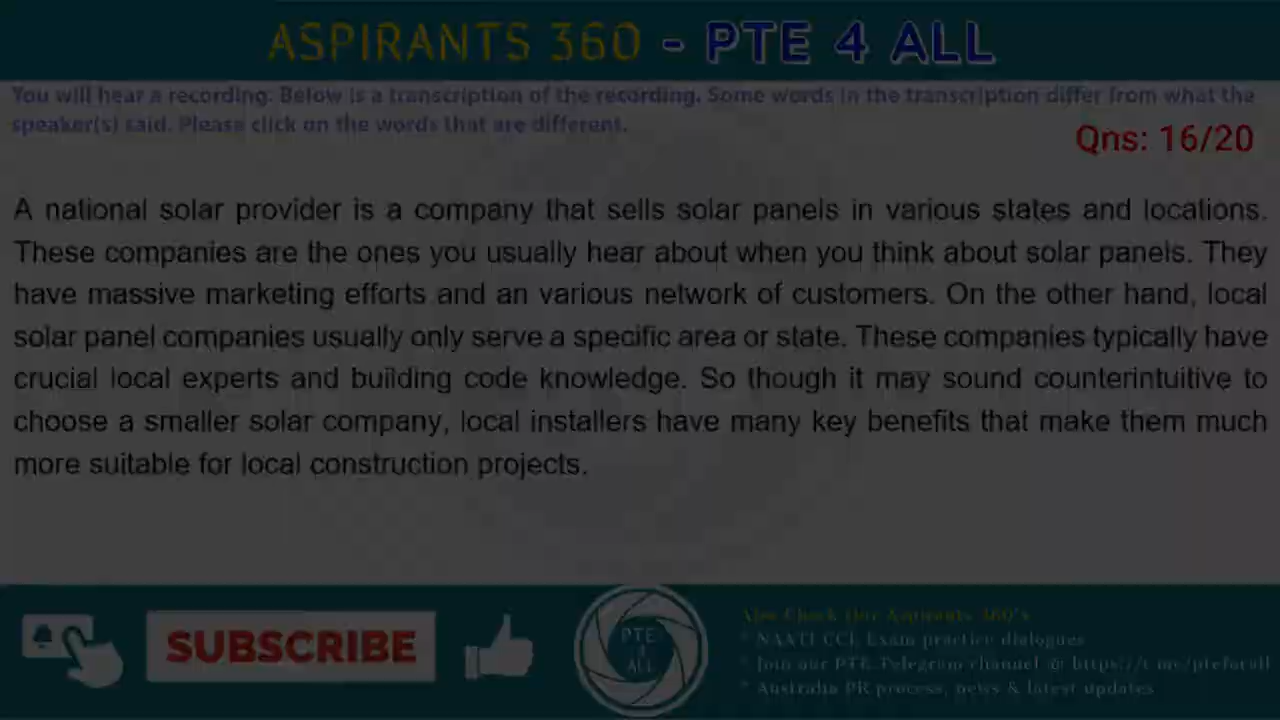 ASPIRANTS 360 - PTE 4 ALL
You will hear a recording. Below is a transcription of the recording. Some words in the transcription differ from what the
speaker(s) said. Please click on the words that are different.
Qns: 16/20
A national solar provider is a company that sells solar panels in various states and locations.
These companies are the ones you usually hear about when you think about solar panels. They
have massive marketing efforts and an various network of customers. On the other hand, local
solar panel companies usually only serve a specific area or state. These companies typically have
crucial local experts and building code knowledge. So though it may sound counterintuitive to
choose a smaller solar company, local installers have many key benefits that make them much
more suitable for local construction projects.
SUBSCRIBE
PTE
4
ALL
Also Check Our Aspirants 360's
* NAATI CCL Exam practice dialogues
* Join our PTE Telegram channel @ https://t.me/pteforall
* Australia PR process, news & latest updates